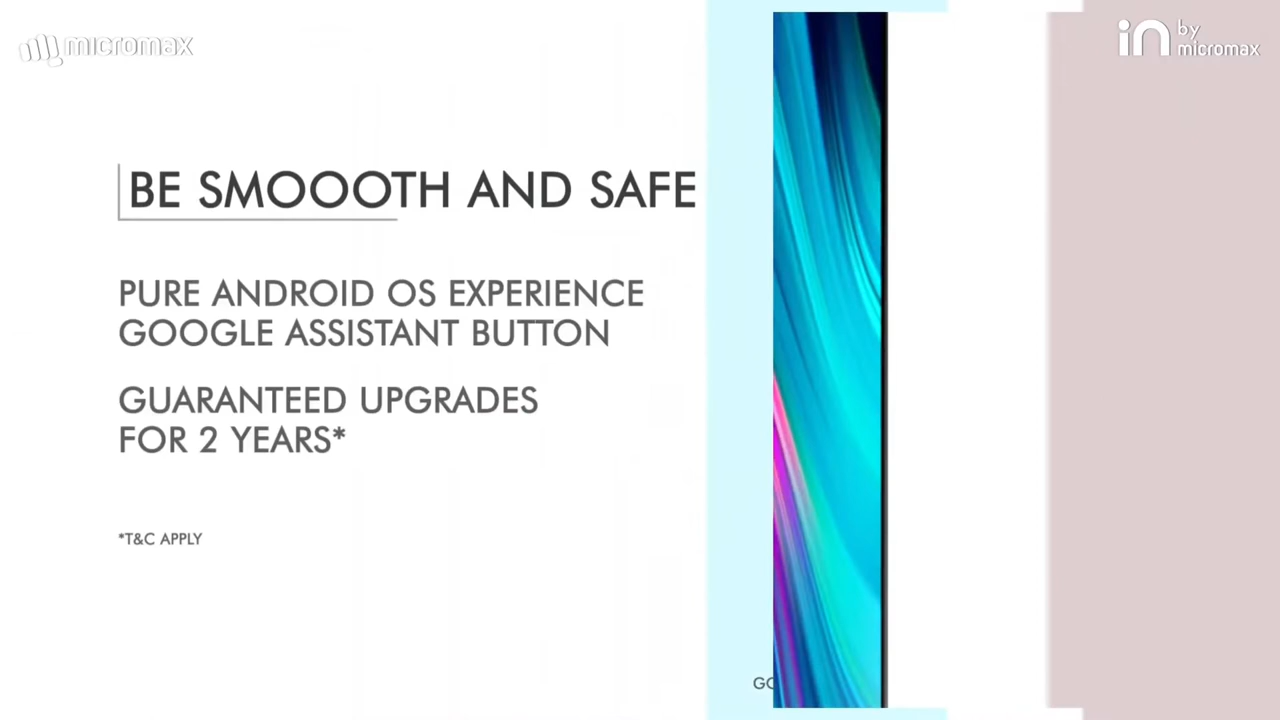 micromax
in by micromax
BE SMOOOTH AND SAFE
PURE ANDROID OS EXPERIENCE
GOOGLE ASSISTANT BUTTON
GUARANTEED UPGRADES
FOR 2 YEARS*
*T&C APPLY